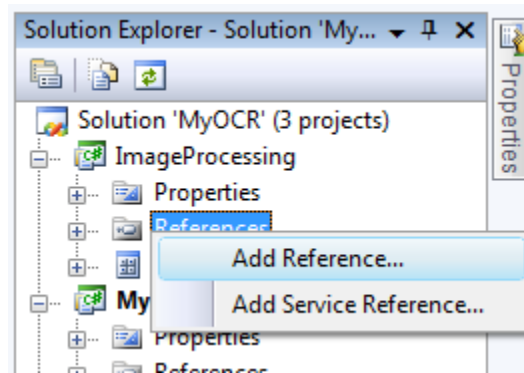 Solution Explorer - Solution 'My...
Properties
Solution 'MyOCR' (3 projects)
ImageProcessing
Properties
References
Add Reference...
My
Add Service Reference...
Properties
References